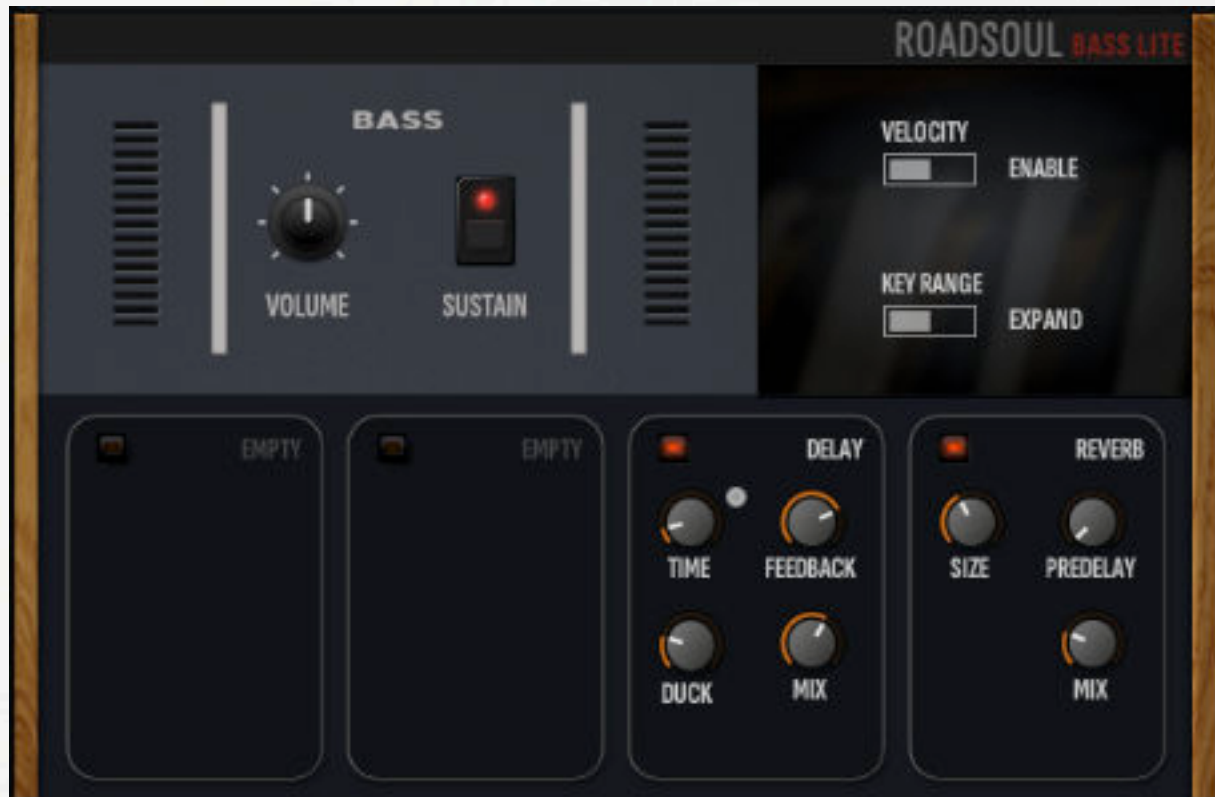 ROADSOUL BASS LITE
BASS
VOLUME
SUSTAIN
VELOCITY
ENABLE
KEY RANGE
EXPAND
EMPTY
EMPTY
DELAY
TIME
FEEDBACK
DUCK
MIX
REVERB
SIZE
PREDELAY
MIX